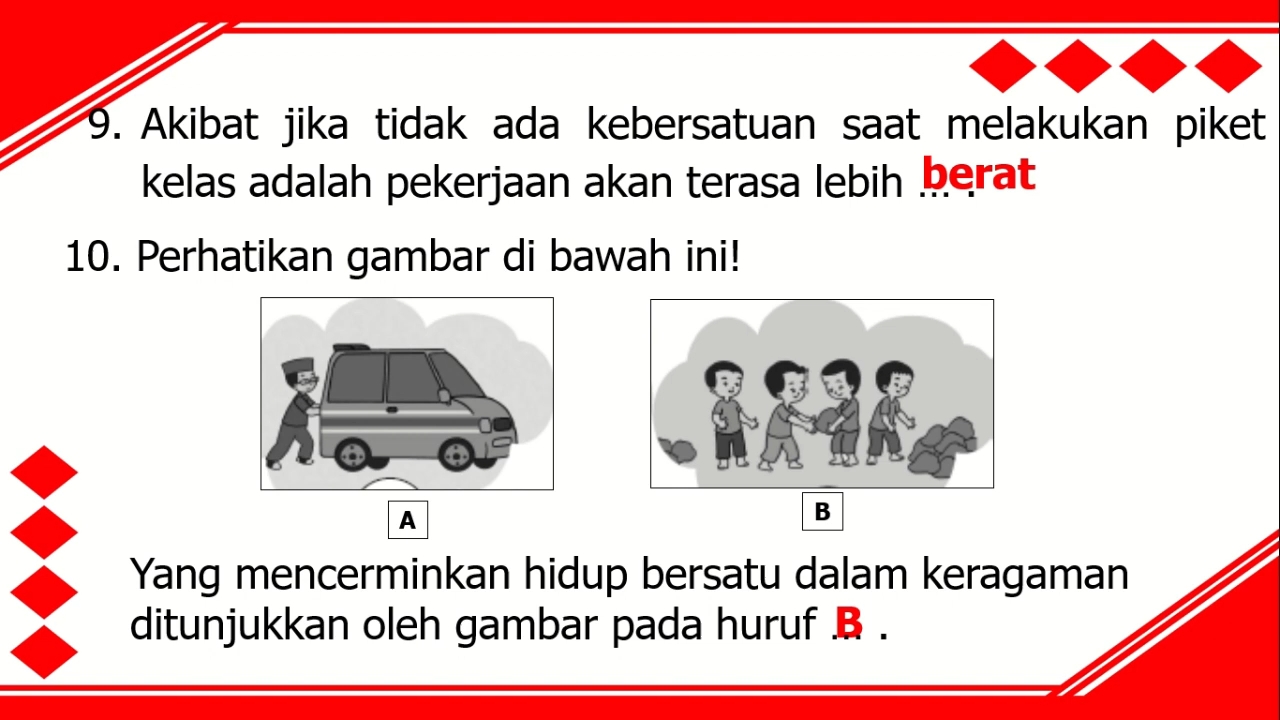 9. Akibat jika tidak ada kebersatuan saat melakukan piket
kelas adalah pekerjaan akan terasa lebih ... . berat
10. Perhatikan gambar di bawah ini!
A
B
Yang mencerminkan hidup bersatu dalam keragaman
ditunjukkan oleh gambar pada huruf ... . B